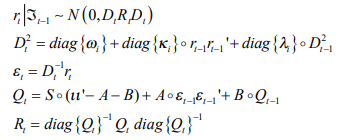 r_t | ℑ_{t−1} ~ N(0, D_t R_t D_t)
D_t^2 = diag{ω_i} + diag{κ_i} ∘ r_{t−1} r_{t−1}' + diag{λ_i} ∘ D_{t−1}^2
ε_t = D_t^{−1} r_t
Q_t = S ∘ (ιι' − A − B) + A ∘ ε_{t−1} ε_{t−1}' + B ∘ Q_{t−1}
R_t = diag{Q_t}^{−1} Q_t diag{Q_t}^{−1}